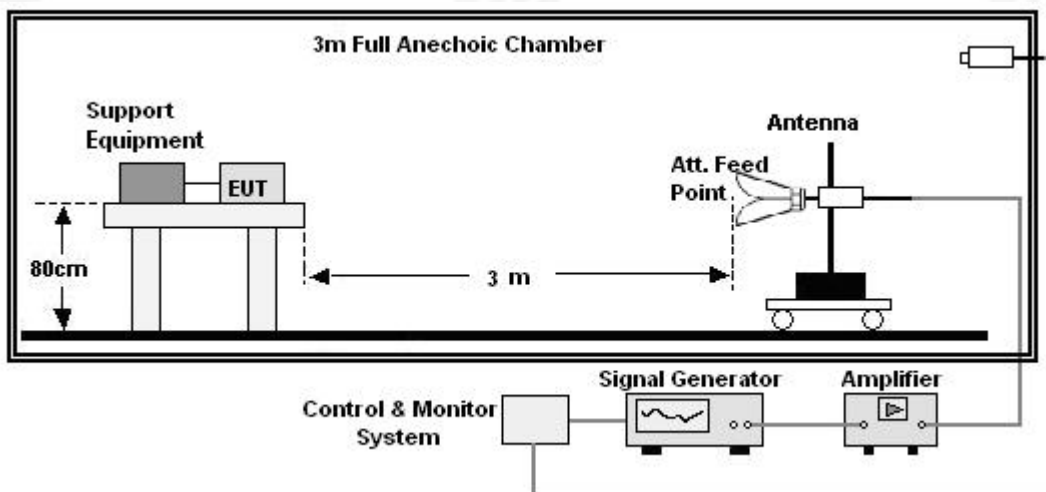 3m Full Anechoic Chamber
Support
Equipment
EUT
80cm
3 m
Antenna
Att. Feed
Point
Signal Generator
Amplifier
Control & Monitor
System